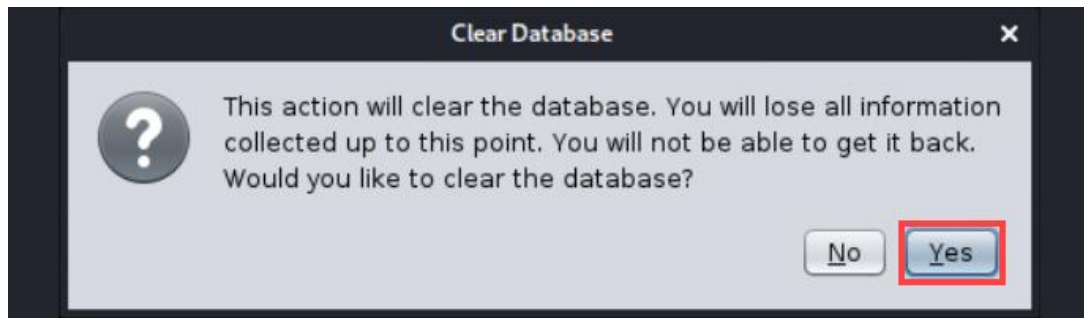 Clear Database
This action will clear the database. You will lose all information
collected up to this point. You will not be able to get it back.
Would you like to clear the database?
No
Yes